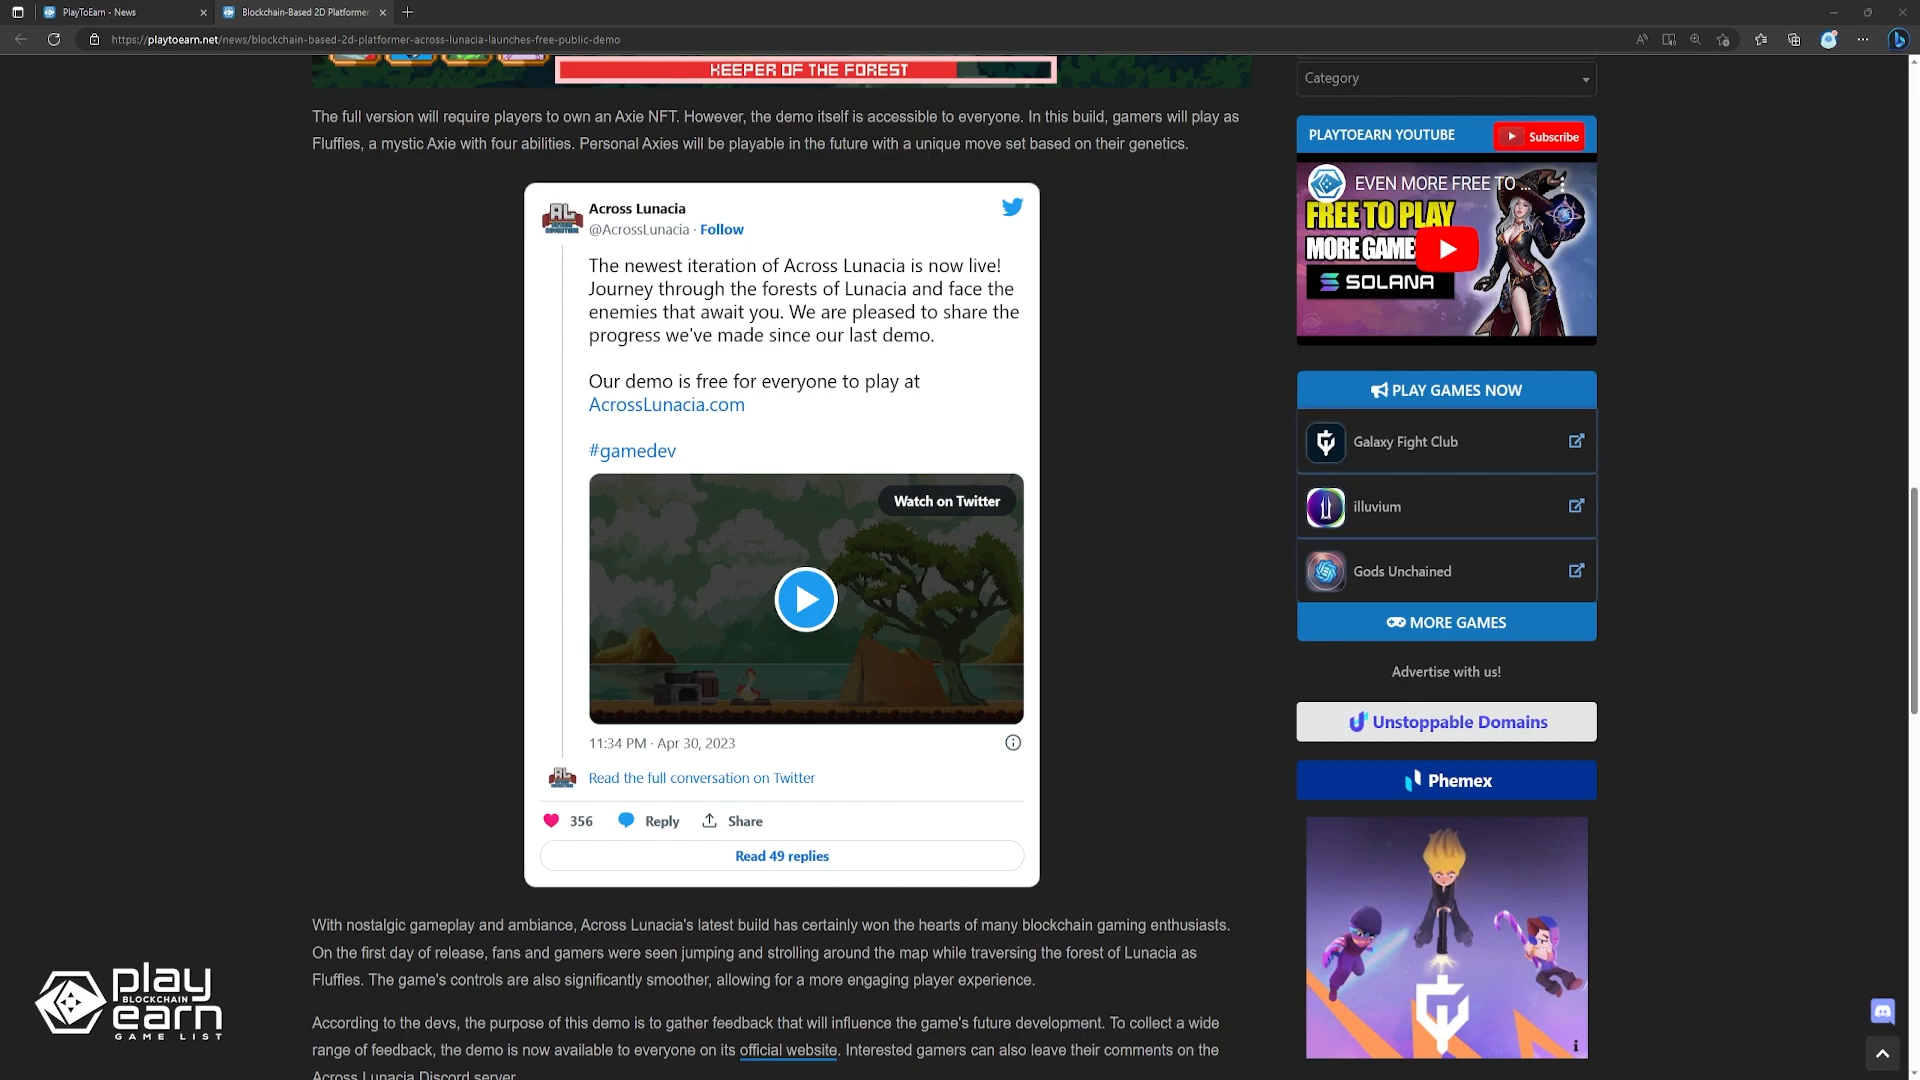 PlayToEarn - News
Blockchain-Based 2D Platformer
https://playtoearn.net/news/blockchain-based-2d-platformer-across-lunacia-launches-free-public-demo
KEEPER OF THE FOREST
The full version will require players to own an Axie NFT. However, the demo itself is accessible to everyone. In this build, gamers will play as
Fluffles, a mystic Axie with four abilities. Personal Axies will be playable in the future with a unique move set based on their genetics.
Across Lunacia
@AcrossLunacia · Follow
The newest iteration of Across Lunacia is now live!
Journey through the forests of Lunacia and face the
enemies that await you. We are pleased to share the
progress we've made since our last demo.
Our demo is free for everyone to play at
AcrossLunacia.com
#gamedev
Watch on Twitter
11:34 PM · Apr 30, 2023
Read the full conversation on Twitter
356 Reply Share
Read 49 replies
With nostalgic gameplay and ambiance, Across Lunacia's latest build has certainly won the hearts of many blockchain gaming enthusiasts.
On the first day of release, fans and gamers were seen jumping and strolling around the map while traversing the forest of Lunacia as
Fluffles. The game's controls are also significantly smoother, allowing for a more engaging player experience.
According to the devs, the purpose of this demo is to gather feedback that will influence the game's future development. To collect a wide
range of feedback, the demo is now available to everyone on its official website. Interested gamers can also leave their comments on the
Across Lunacia Discord server.
Category
PLAYTOEARN YOUTUBE
Subscribe
EVEN MORE FREE TO ...
FREE TO PLAY
MORE GAME
SOLANA
PLAY GAMES NOW
Galaxy Fight Club
illuvium
Gods Unchained
MORE GAMES
Advertise with us!
Unstoppable Domains
Phemex
play
BLOCKCHAIN
earn
GAME LIST